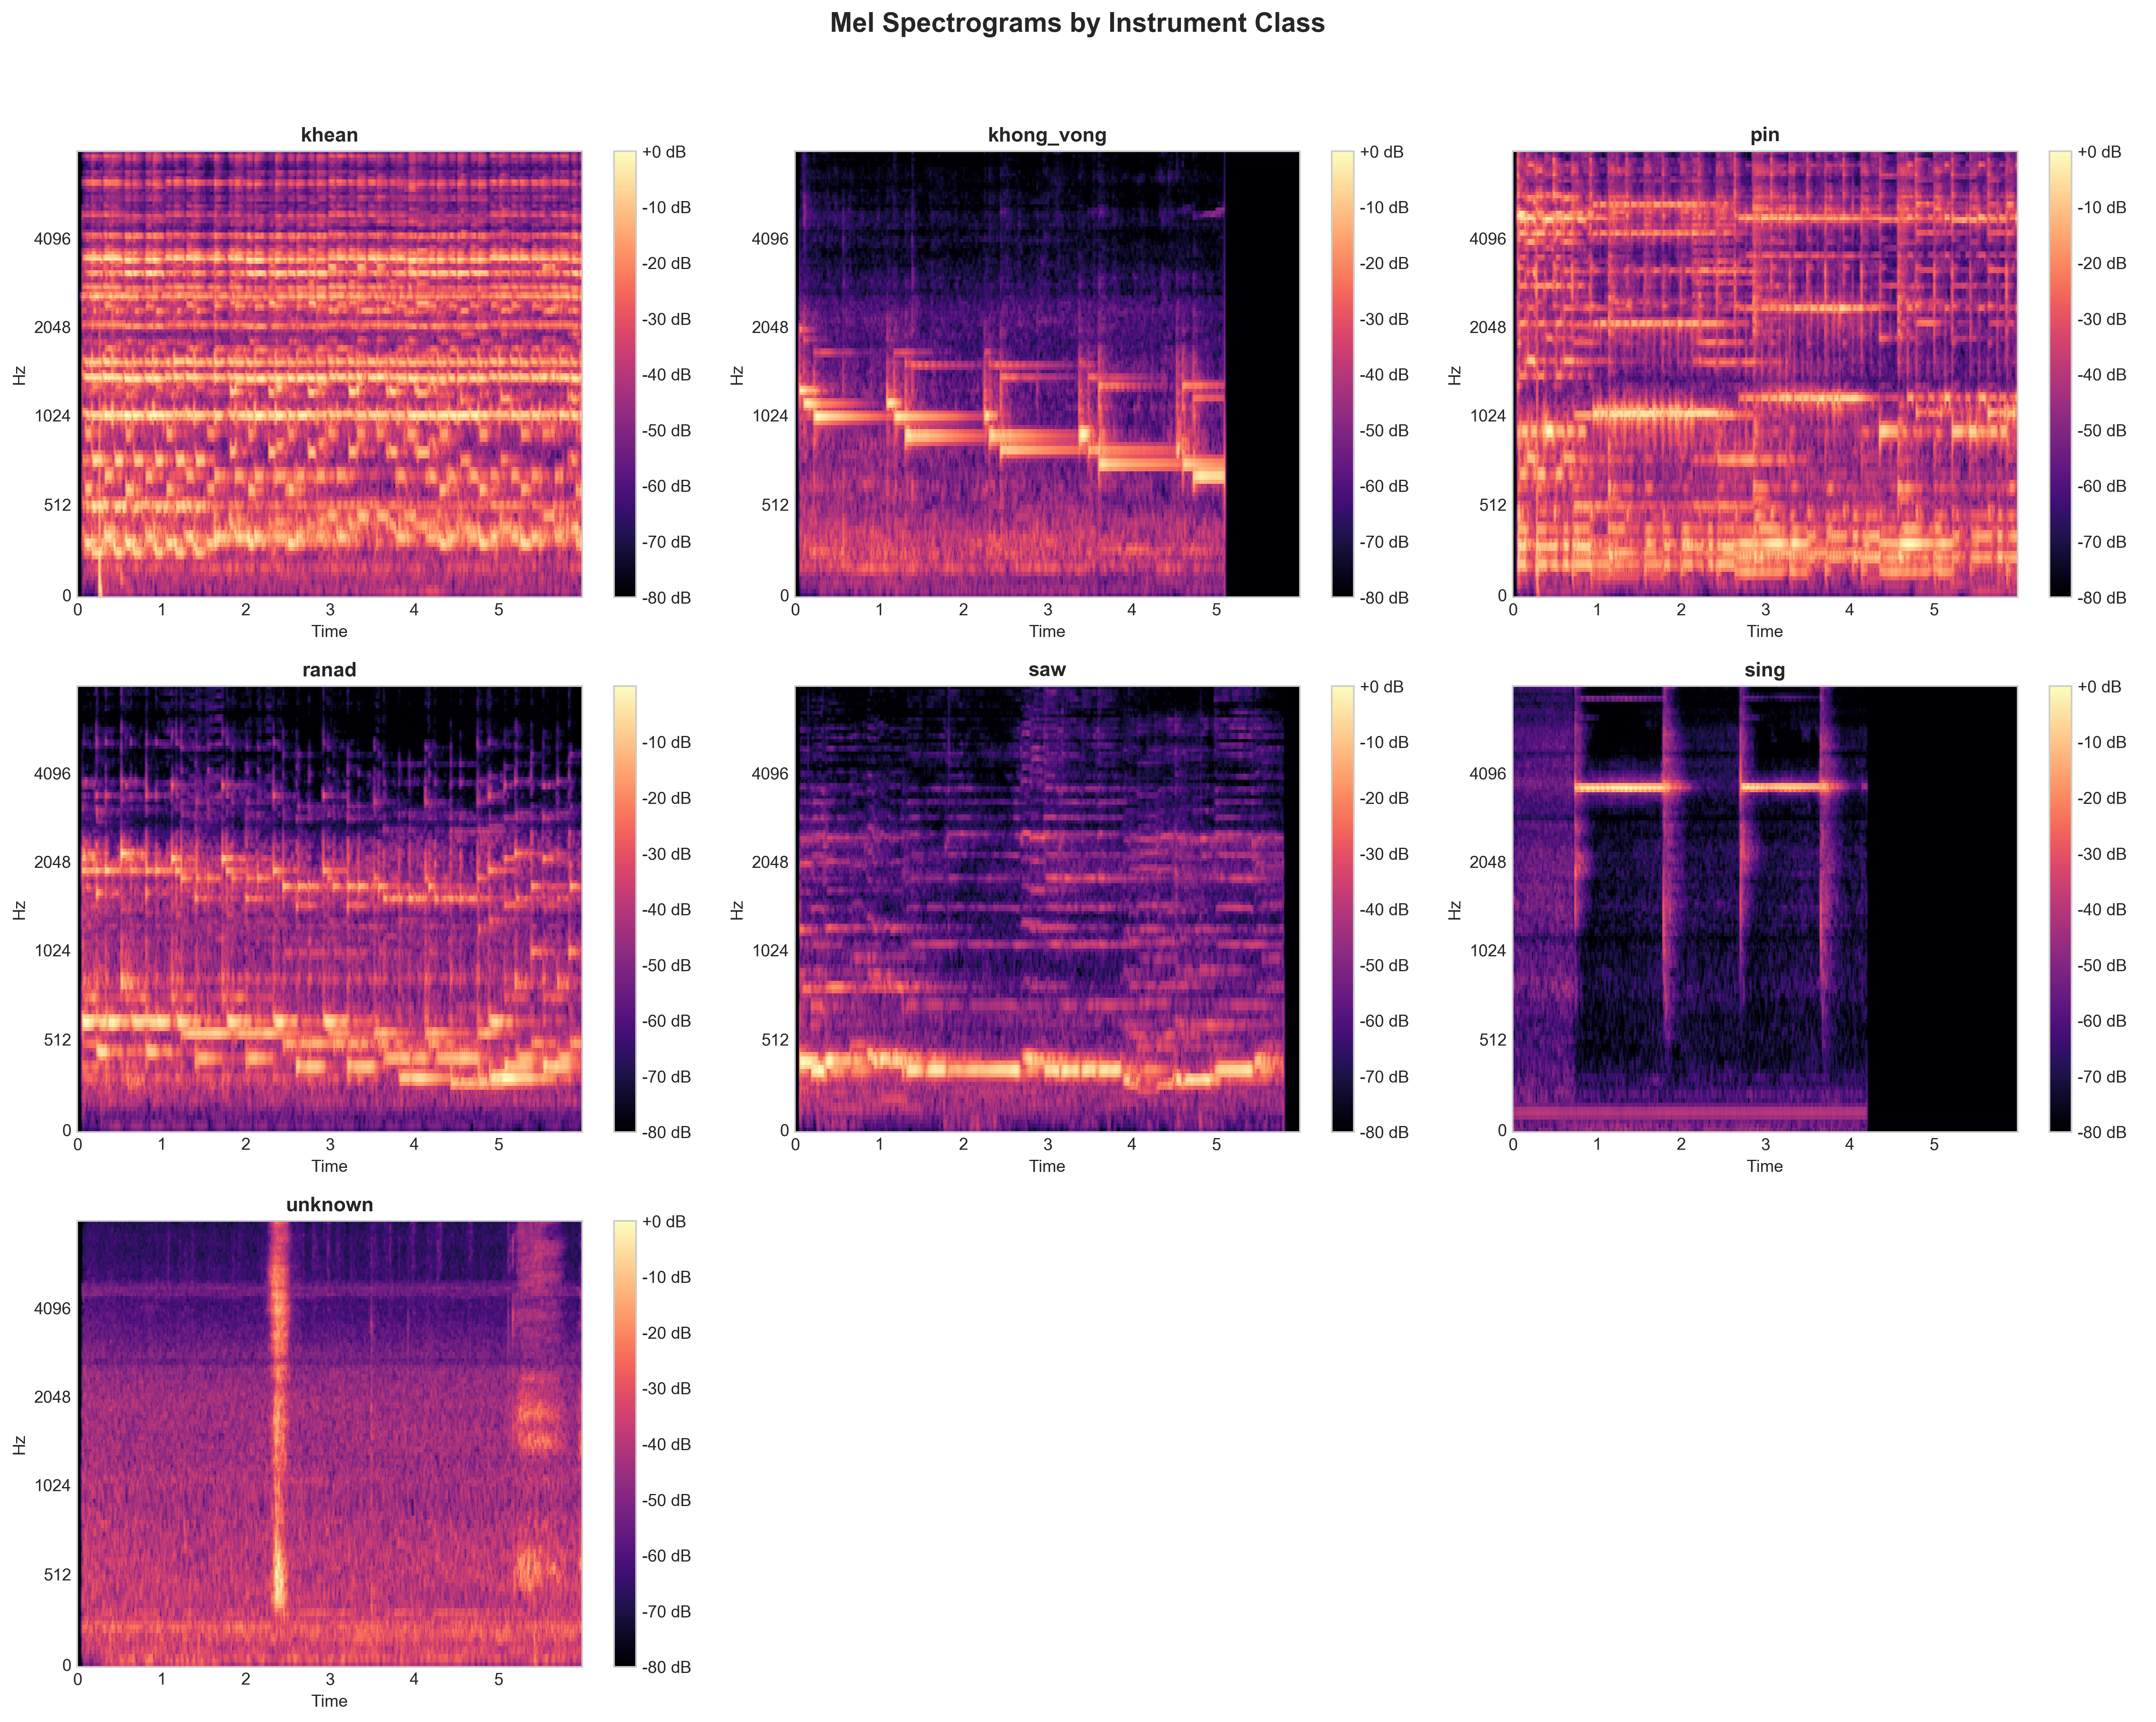 Mel Spectrograms by Instrument Class
khean
khong_vong
pin
Hz
4096
2048
1024
512
0
0 1 2 3 4 5
Time
+0 dB
-10 dB
-20 dB
-30 dB
-40 dB
-50 dB
-60 dB
-70 dB
-80 dB
Hz
0 1 2 3 4 5
Time
4096
2048
1024
512
0
+0 dB
-10 dB
-20 dB
-30 dB
-40 dB
-50 dB
-60 dB
-70 dB
-80 dB
Hz
4096
2048
1024
512
0
0 1 2 3 4 5
Time
+0 dB
-10 dB
-20 dB
-30 dB
-40 dB
-50 dB
-60 dB
-70 dB
-80 dB
ranad
saw
sing
Hz
4096
2048
1024
512
0
0 1 2 3 4 5
Time
-10 dB
-20 dB
-30 dB
-40 dB
-50 dB
-60 dB
-70 dB
-80 dB
Hz
4096
2048
1024
512
0
0 1 2 3 4 5
Time
+0 dB
-10 dB
-20 dB
-30 dB
-40 dB
-50 dB
-60 dB
-70 dB
-80 dB
Hz
4096
2048
1024
512
0
0 1 2 3 4 5
Time
+0 dB
-10 dB
-20 dB
-30 dB
-40 dB
-50 dB
-60 dB
-70 dB
-80 dB
unknown
Hz
4096
2048
1024
512
0
0 1 2 3 4 5
Time
+0 dB
-10 dB
-20 dB
-30 dB
-40 dB
-50 dB
-60 dB
-70 dB
-80 dB